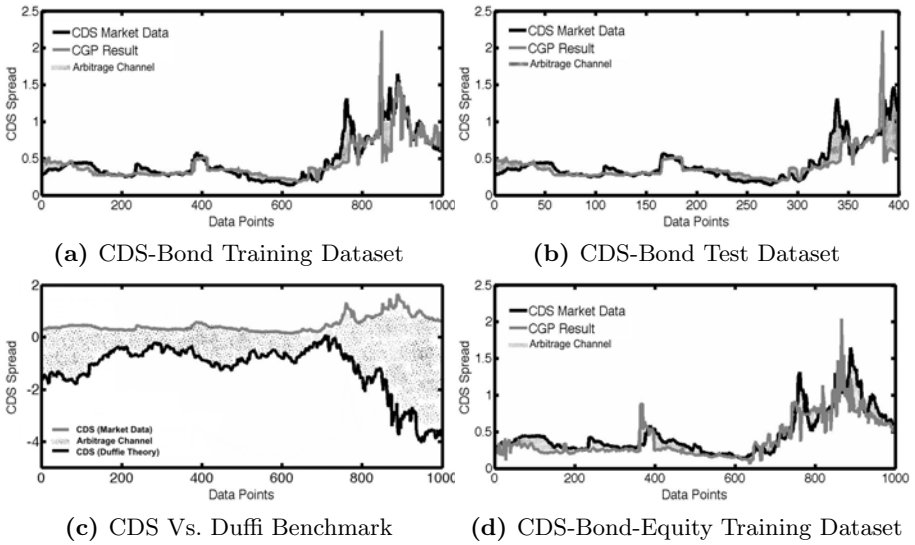 2.5
2
1.5
1
0.5
0
CDS Spread
CDS Market Data
CGP Result
Arbitrage Channel
0 200 400 600 800 1000
Data Points
(a) CDS-Bond Training Dataset
2.5
2
1.5
1
0.5
0
CDS Spread
CDS Market Data
CGP Result
Arbitrage Channel
0 50 100 150 200 250 300 350 400
Data Points
(b) CDS-Bond Test Dataset
2
0
-2
-4
CDS Spread
CDS (Market Data)
Arbitrage Channel
CDS (Duffie Theory)
0 200 400 600 800 1000
Data Points
(c) CDS Vs. Duffi Benchmark
2.5
2
1.5
1
0.5
0
CDS Spread
CDS Market Data
CGP Result
Arbitrage Channel
0 200 400 600 800 1000
Data Points
(d) CDS-Bond-Equity Training Dataset